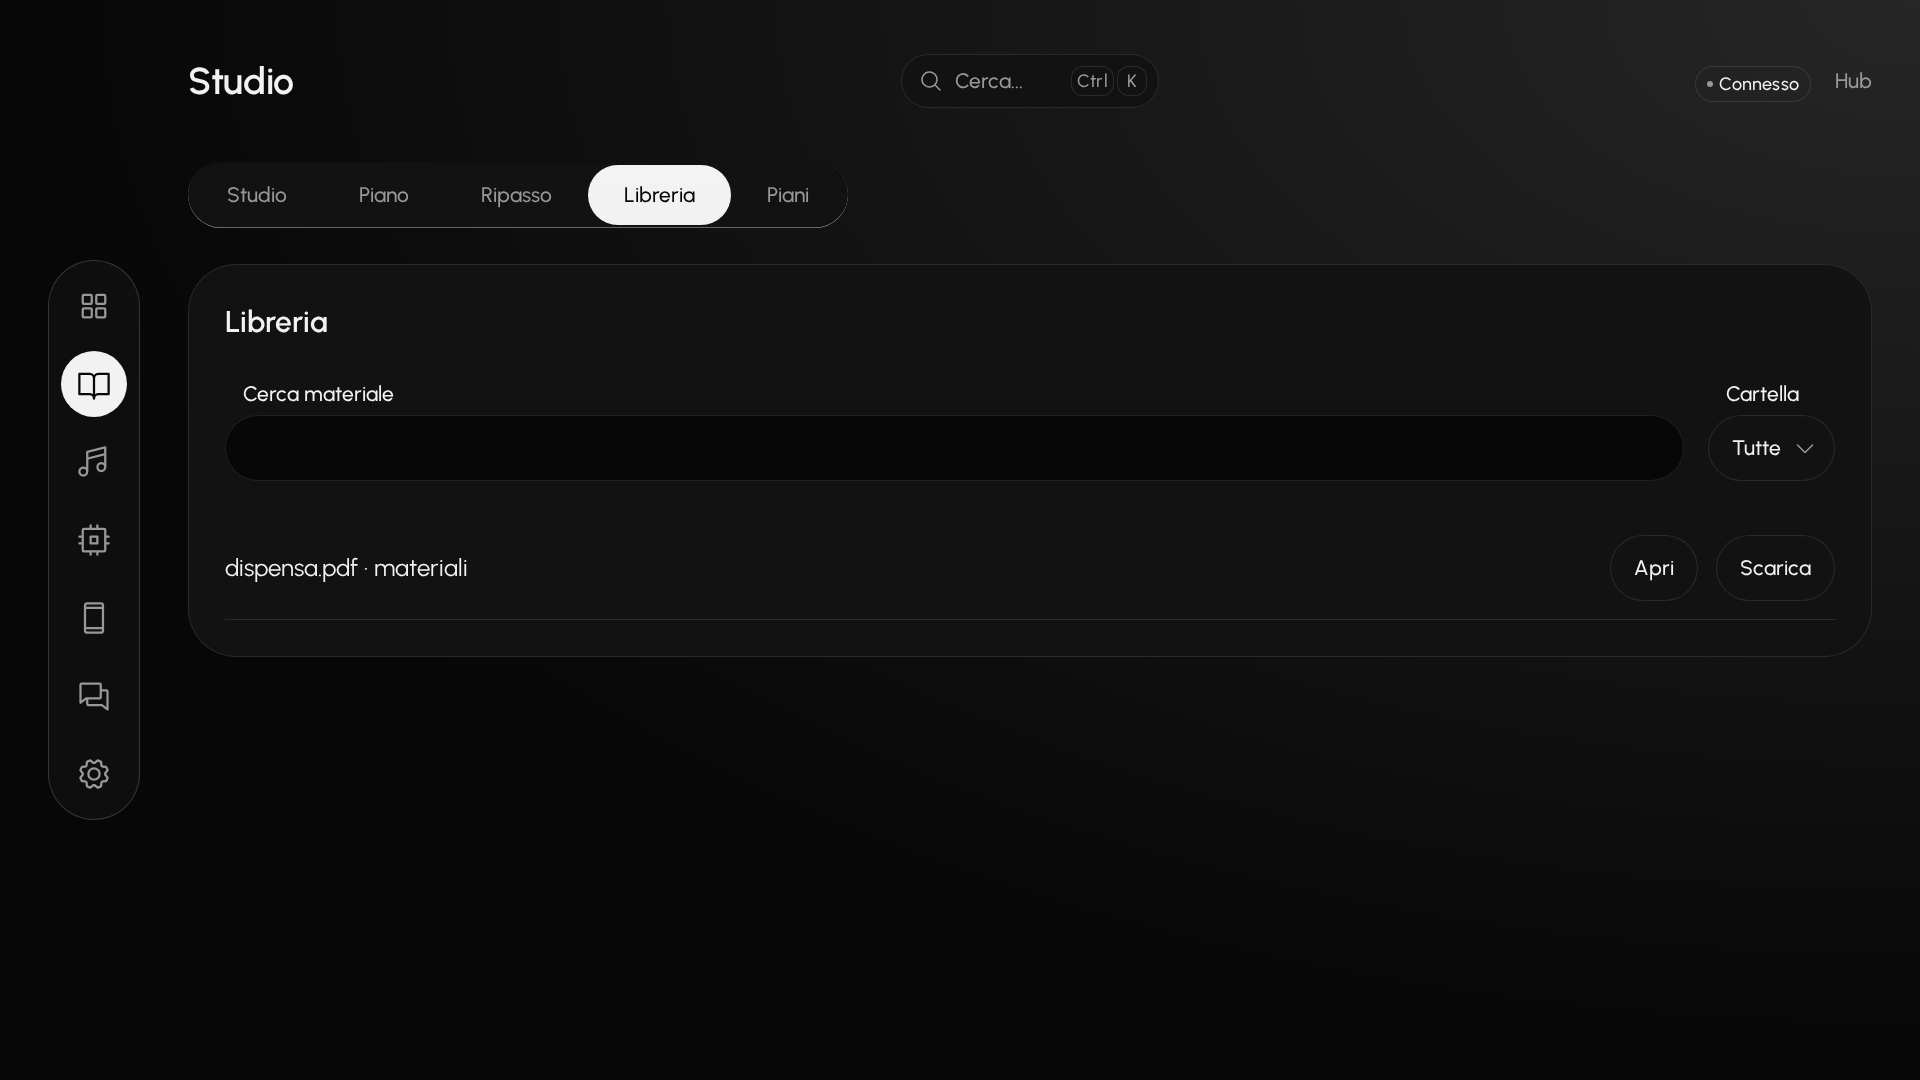 Studio
Cerca...
Ctrl K
Connesso
Hub
Studio Piano Ripasso Libreria Piani
Libreria
Cerca materiale
Cartella
Tutte
dispensa.pdf · materiali
Apri
Scarica